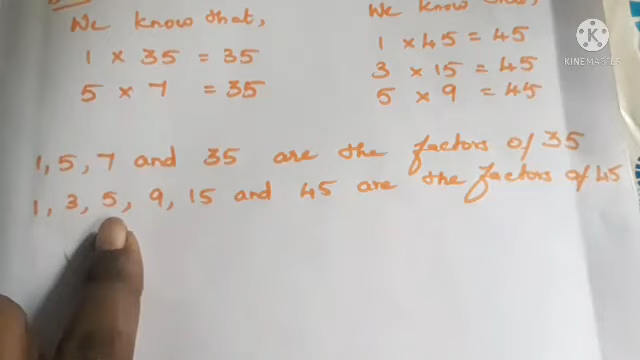 We know that,
1 × 35 = 35
5 × 7 = 35
We know
1 × 45 = 45
3 × 15 = 45
5 × 9 = 45
1, 5, 7 and 35 are the factors of 35
1, 3, 5, 9, 15 and 45 are the factors of 45
K
KINEMASTER